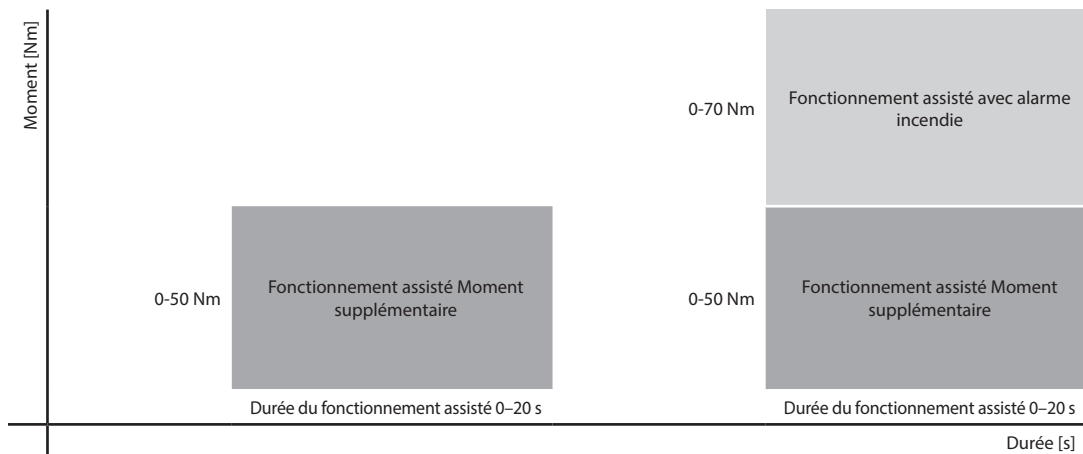 Moment [Nm]
0-70 Nm
Fonctionnement assisté avec alarme
incendie
0-50 Nm
Fonctionnement assisté Moment
supplémentaire
0-50 Nm
Fonctionnement assisté Moment
supplémentaire
Durée du fonctionnement assisté 0–20 s
Durée du fonctionnement assisté 0–20 s
Durée [s]